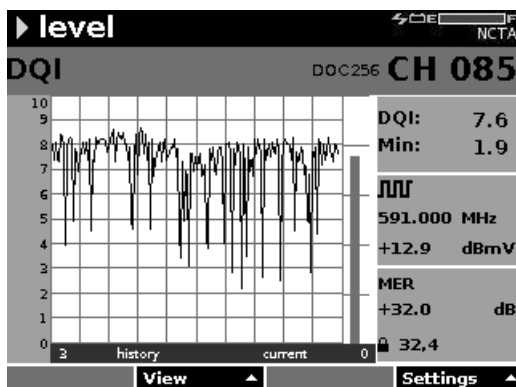 level
E F
NCTA
DQI DOC256 CH 085
10
9
8
7
6
5
4
3
2
1
0
DQI: 7.6
Min: 1.9
591.000 MHz
+12.9 dBmV
MER
+32.0 dB
32,4
3 history current 0
View Settings